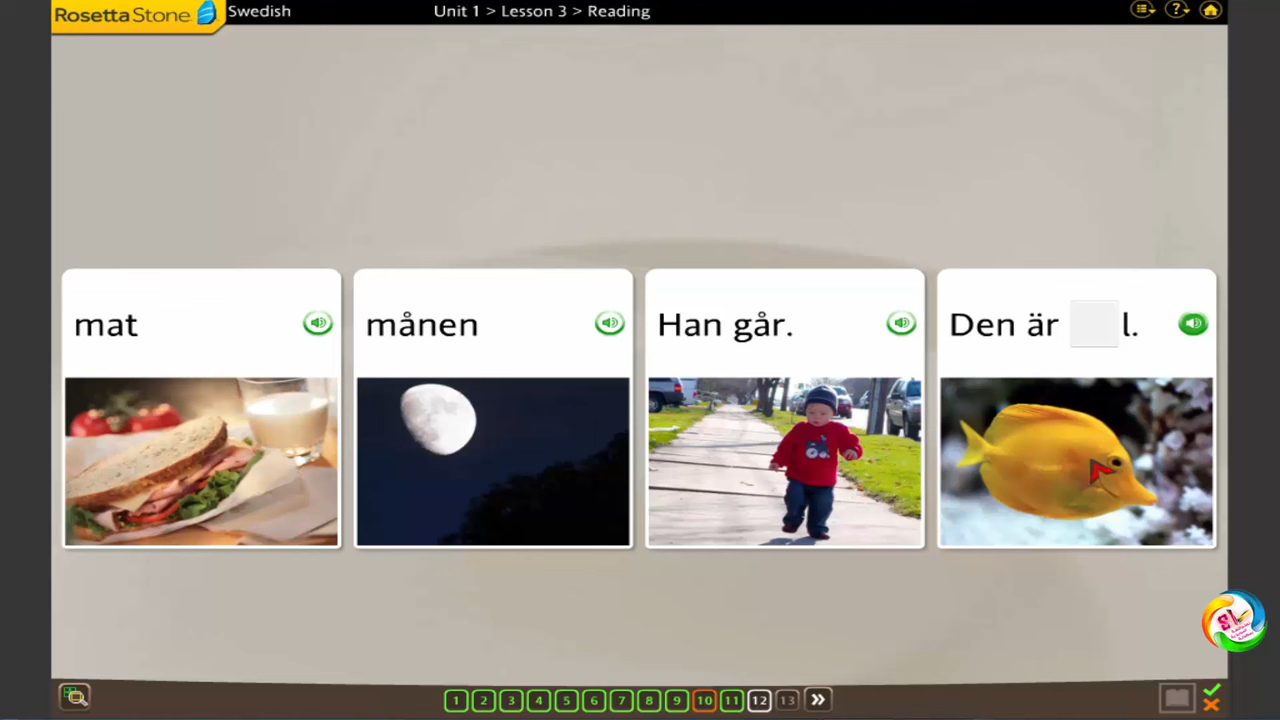 Rosetta Stone
Swedish
Unit 1 > Lesson 3 > Reading
mat
månen
Han går.
Den är l.
1 2 3 4 5 6 7 8 9 10 11 12 13